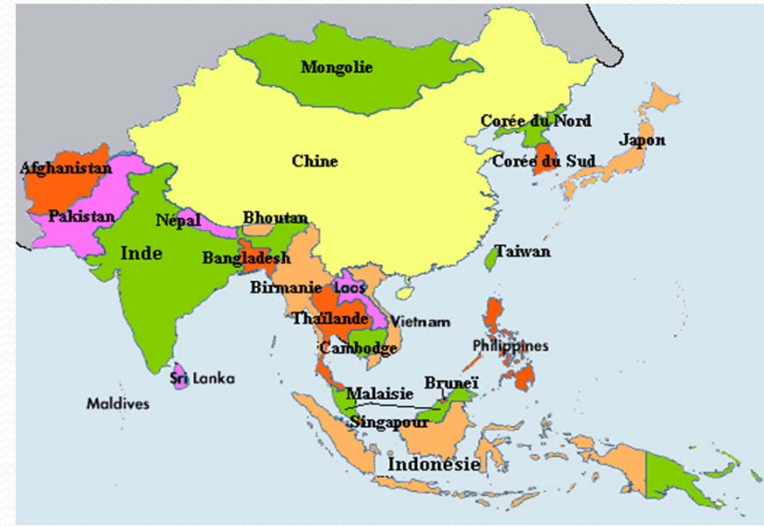 Mongolie
Corée du Nord
Japon
Chine
Corée du Sud
Afghanistan
Pakistan
Népal
Bhoutan
Inde
Bangladesh
Taiwan
Birmanie
Laos
Thaïlande
Vietnam
Cambodge
Philippines
Sri Lanka
Bruneï
Malaisie
Maldives
Singapour
Indonésie